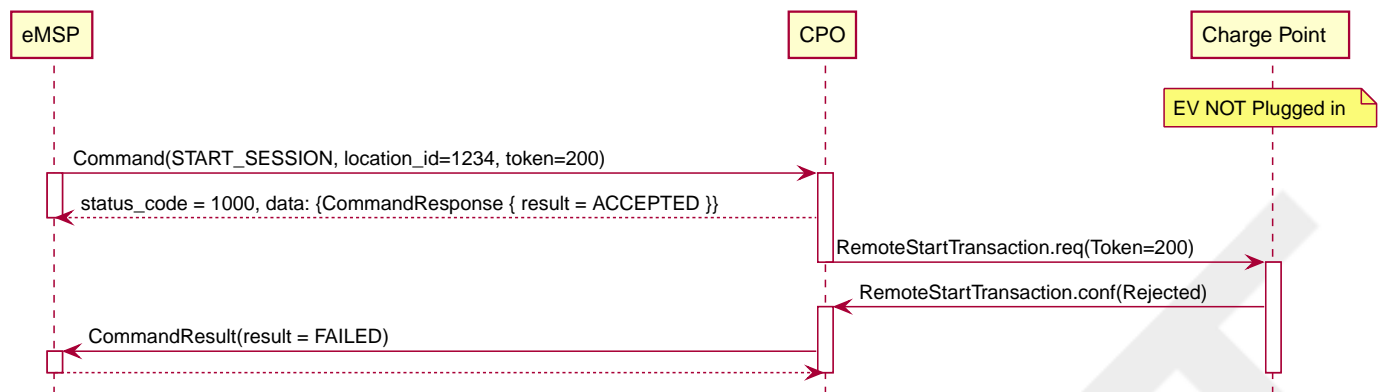 eMSP
CPO
Charge Point
EV NOT Plugged in
Command(START_SESSION, location_id=1234, token=200)
status_code = 1000, data: {CommandResponse { result = ACCEPTED }}
RemoteStartTransaction.req(Token=200)
RemoteStartTransaction.conf(Rejected)
CommandResult(result = FAILED)